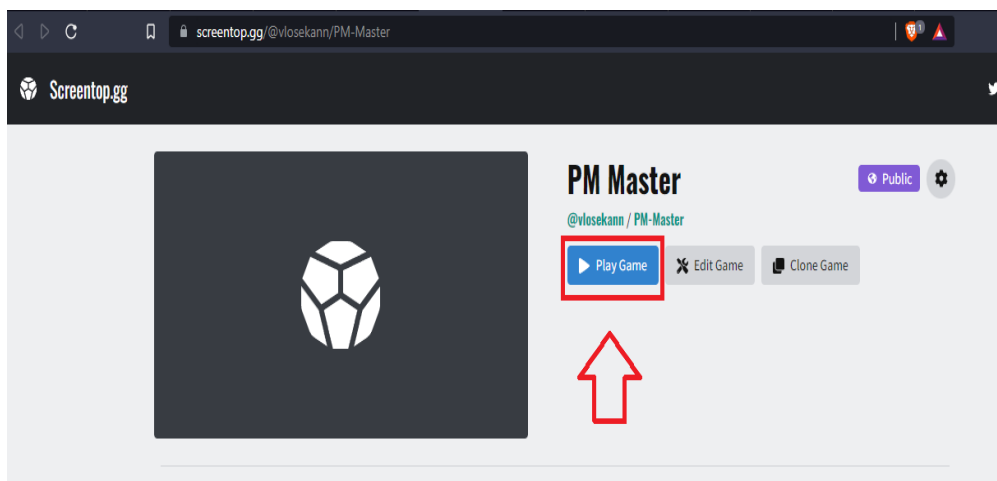 screentop.gg/@vlosekann/PM-Master
1
Screentop.gg
PM Master
Public
@vlosekann / PM-Master
Play Game
Edit Game
Clone Game